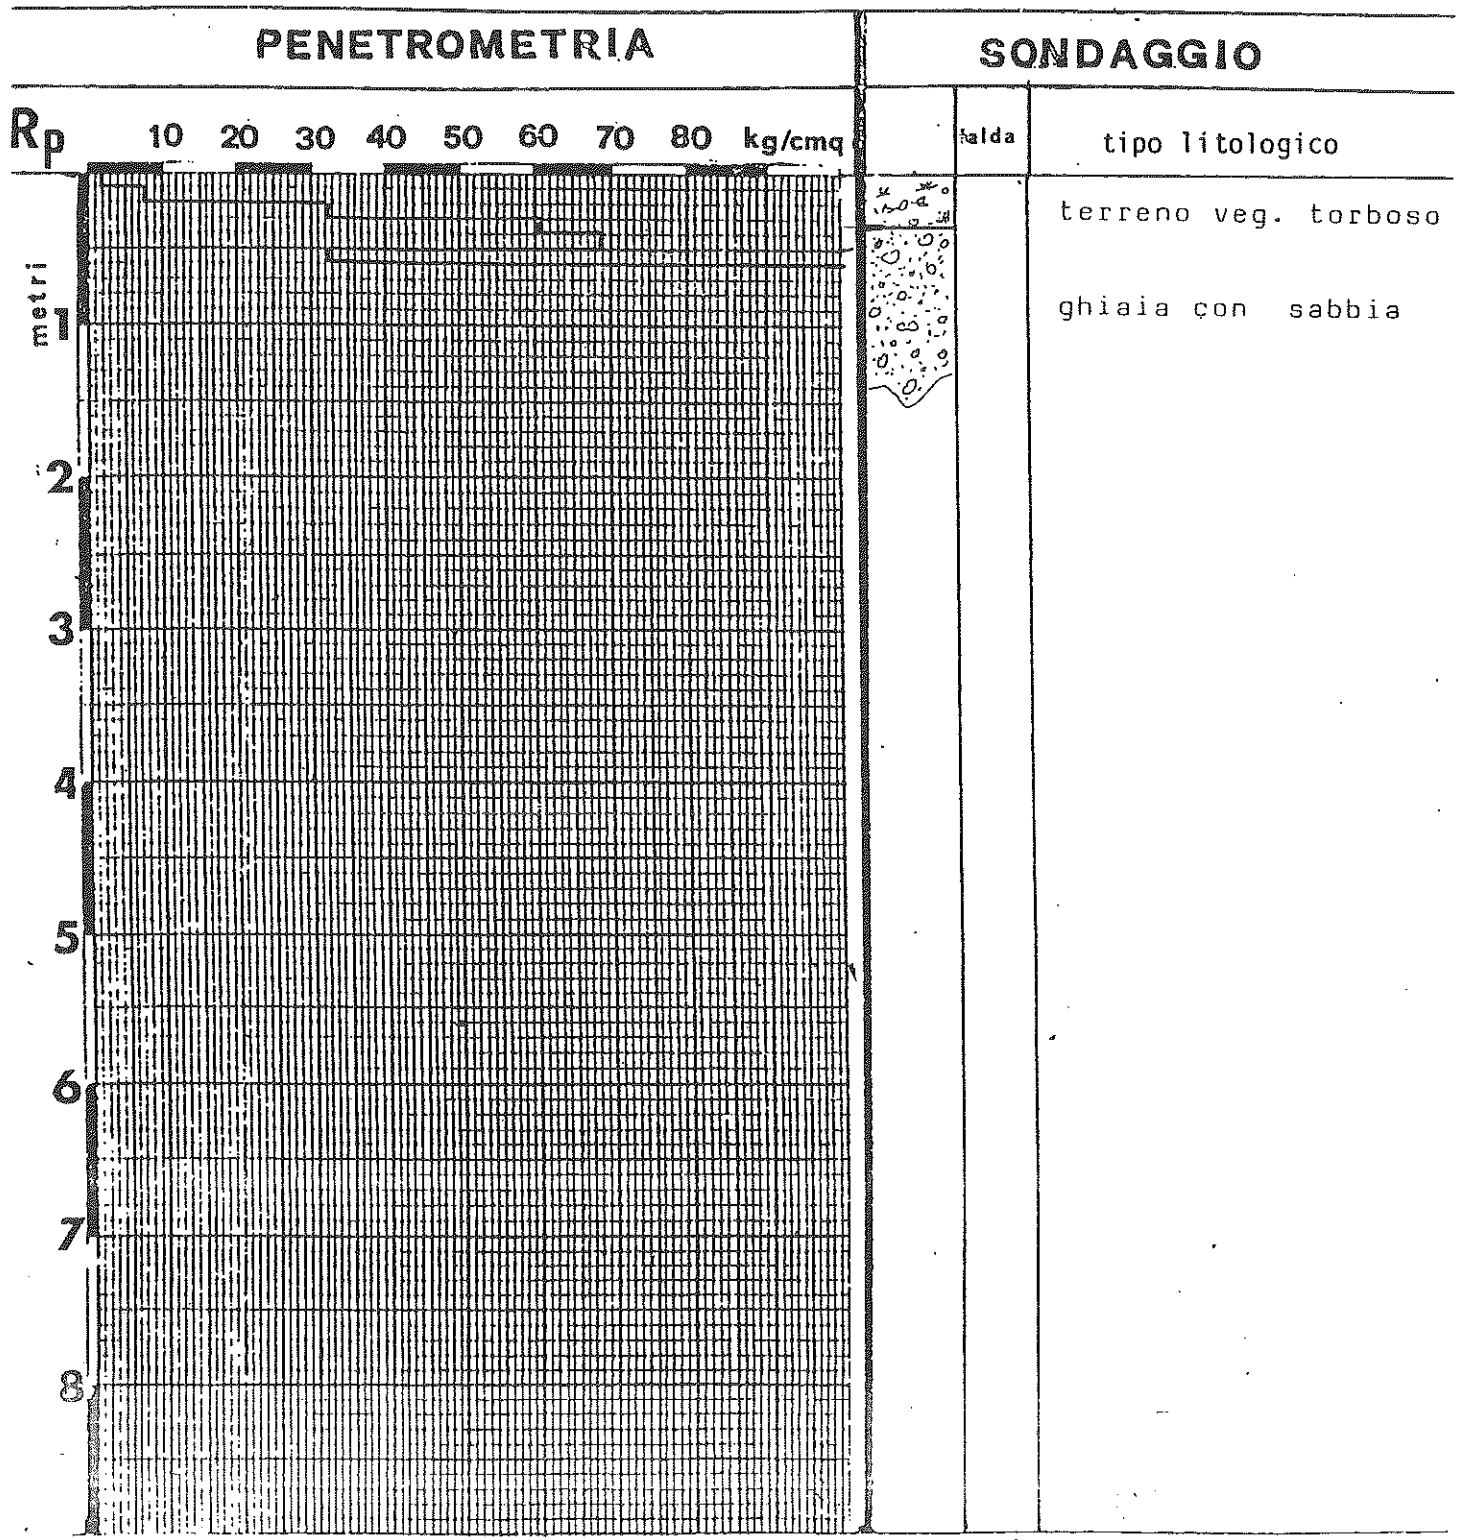 PENETROMETRIA
SONDAGGIO
Rp 10 20 30 40 50 60 70 80 kg/cmq
falda
tipo litologico
terreno veg. torboso
metri
ghiaia con sabbia
1
2
3
4
5
6
7
8